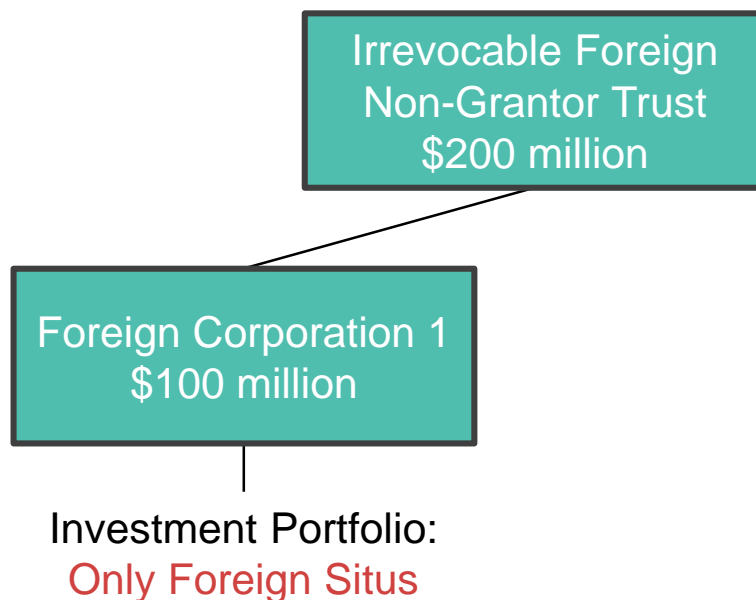 Irrevocable Foreign
Non-Grantor Trust
$200 million
Foreign Corporation 1
$100 million
Investment Portfolio:
Only Foreign Situs